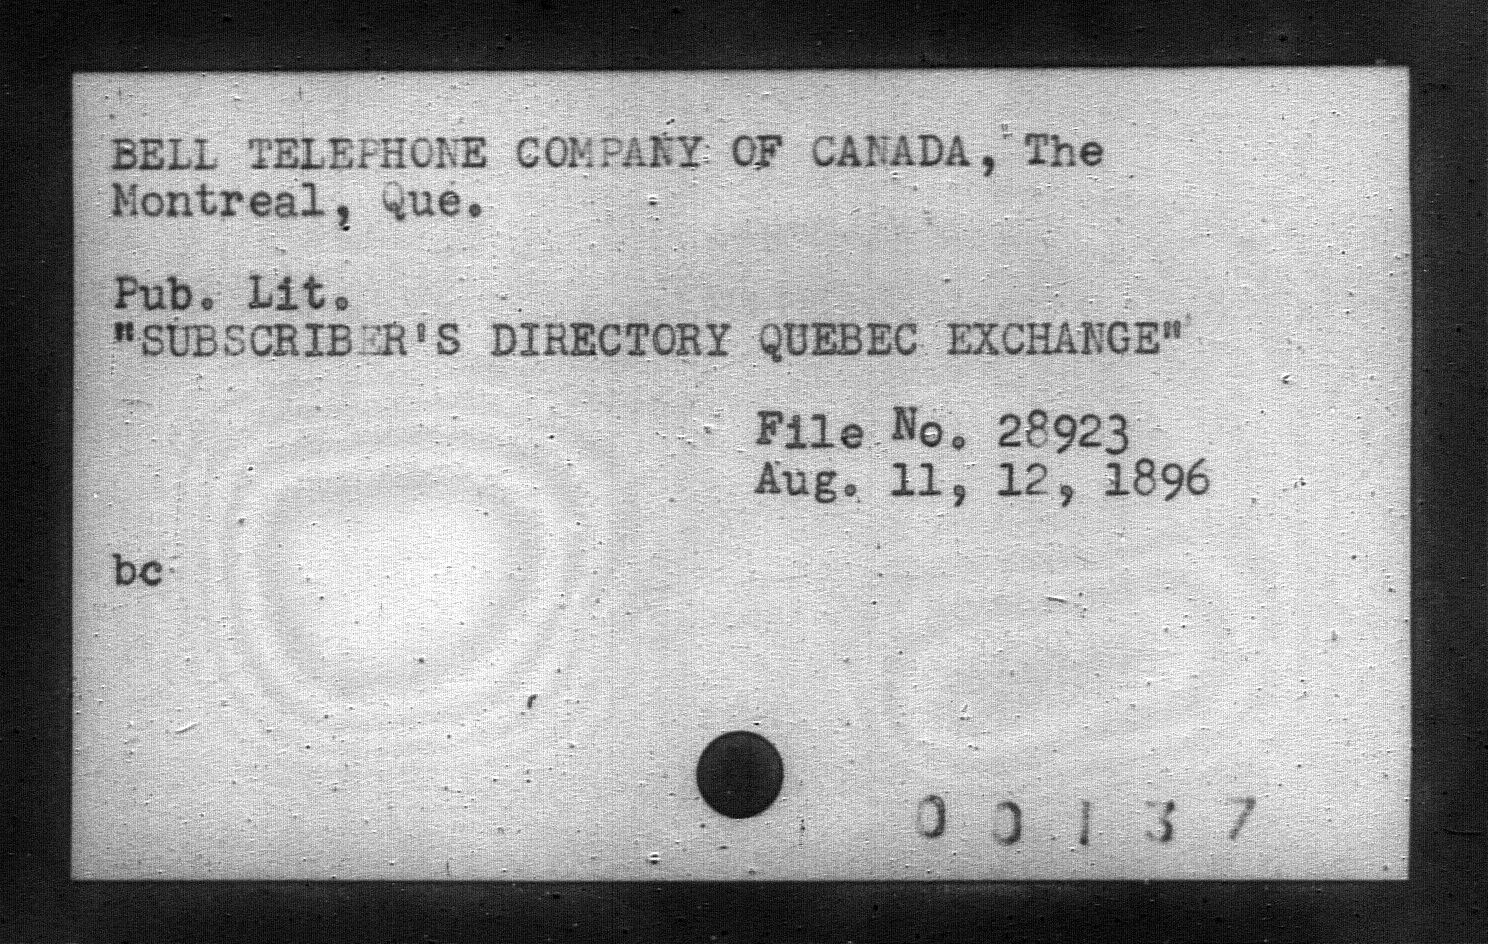 BELL TELEPHONE COMPANY OF CANADA, The
Montreal, Que.
Pub. Lit.
"SUBSCRIBER'S DIRECTORY QUEBEC EXCHANGE"
File No. 28923
Aug. 11, 12, 1896
bc
00137